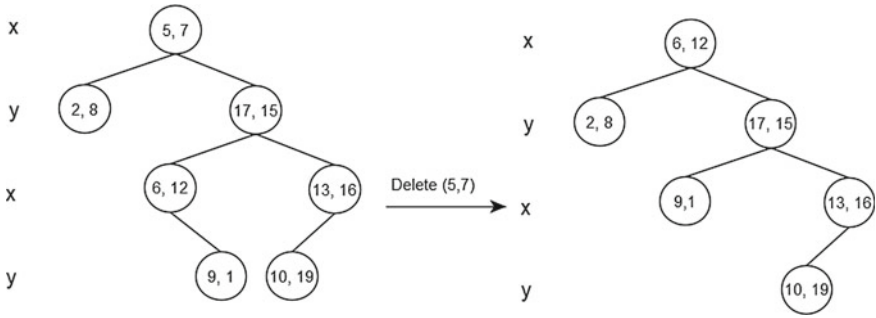 x
5, 7
y
2, 8
17, 15
x
6, 12
13, 16
y
9, 1
10, 19
Delete (5,7)
x
6, 12
y
2, 8
17, 15
x
9,1
13, 16
y
10, 19